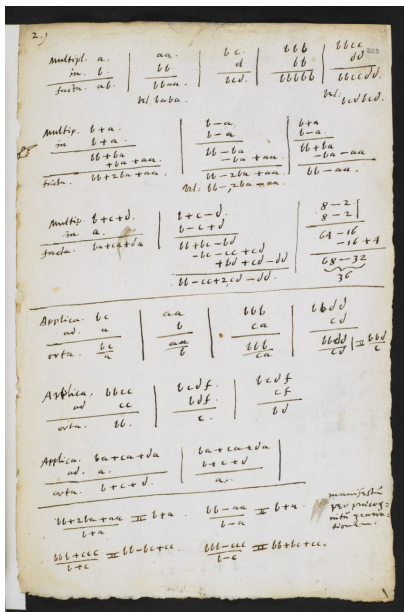 2.)
Multipl. a. | aa. | bc | bbb | bbcc
in b. | bb. | d | bb | dd
facta. ab. | bbaa. | bcd. | bbbbb | bbccdd.
vel: baba. vel: bcdbcd.
Multip. b+a. | b-a | b+a
in b+a. | b-a | b-a.
bb+ba | bb-ba | bb+ba
+ba+aa. | -ba+aa. | -ba-aa
facta. bb+2ba+aa. | bb-2ba+aa | bb-aa.
Multip. b+c+d. | b+c-d. | 8-2
in a. | b-c+d | 8-2
facta. ba+ca+da | bb+bc-bd | 64-16
-bc-cc+cd | -16+4
+bd+cd-dd | 68-32
bb-cc+2cd-dd. | 36
Applica. bc | aa | bbb | bbdd
ad. a | b | ca | cd
orta. bc/a | aa/b | bbb/ca | bbdd/cd = bbd/c
Applica. bbcc | bcdf. | bcdf
ad cc | bdf. | cf
orta. bb. | c. | bd
Applica. ba+ca+da | ba+ca+da
ad. a. | b+c+d
orta. b+c+d. | a.
bb+2ba+aa/b+a = b+a. bb-aa/b-a = b+a.
manifestū
per præcog-
nitā genera-
tionem.
bbb+ccc/b+c = bb-bc+cc. bbb-ccc/b-c = bb+bc+cc.